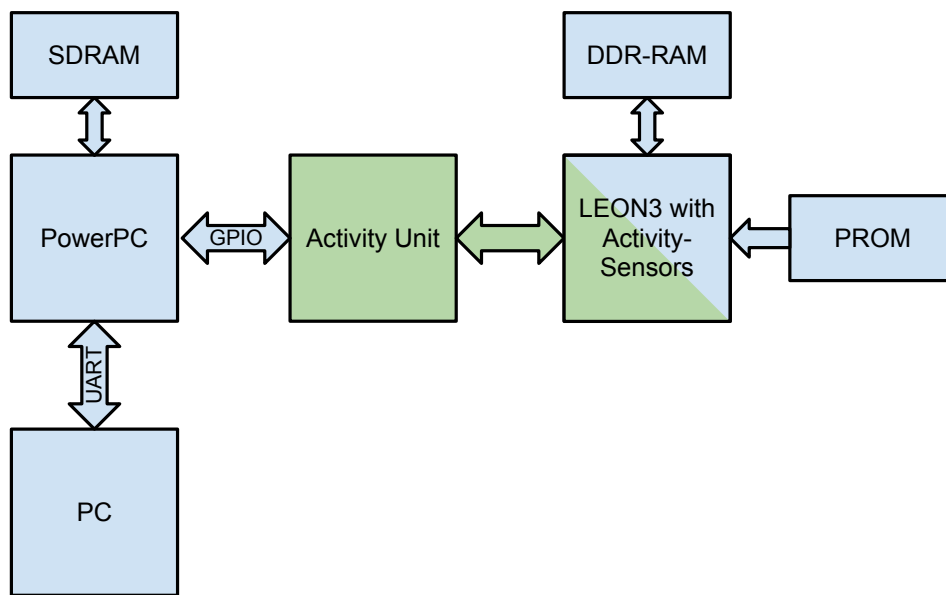 SDRAM
DDR-RAM
PowerPC
GPIO
Activity Unit
LEON3 with
Activity-
Sensors
PROM
UART
PC